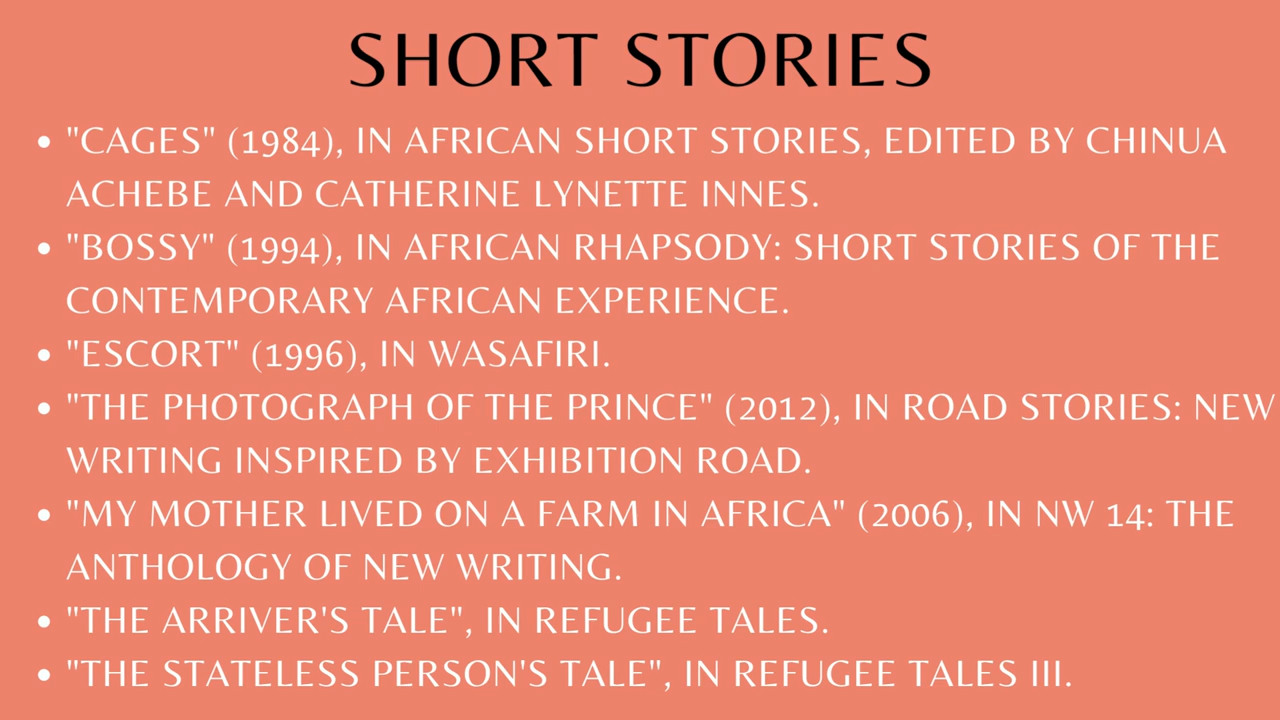 SHORT STORIES
• "CAGES" (1984), IN AFRICAN SHORT STORIES, EDITED BY CHINUA
ACHEBE AND CATHERINE LYNETTE INNES.
• "BOSSY" (1994), IN AFRICAN RHAPSODY: SHORT STORIES OF THE
CONTEMPORARY AFRICAN EXPERIENCE.
• "ESCORT" (1996), IN WASAFIRI.
• "THE PHOTOGRAPH OF THE PRINCE" (2012), IN ROAD STORIES: NEW
WRITING INSPIRED BY EXHIBITION ROAD.
• "MY MOTHER LIVED ON A FARM IN AFRICA" (2006), IN NW 14: THE
ANTHOLOGY OF NEW WRITING.
• "THE ARRIVER'S TALE", IN REFUGEE TALES.
• "THE STATELESS PERSON'S TALE", IN REFUGEE TALES III.